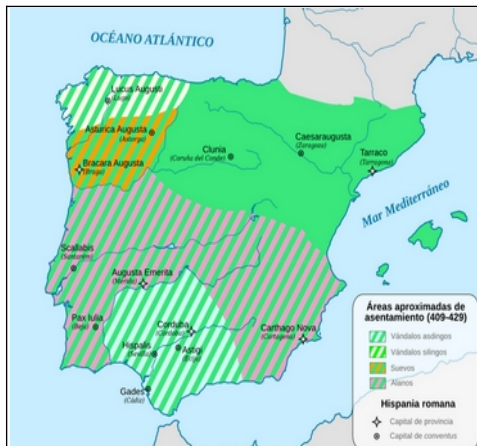 OCÉANO ATLÁNTICO
Lucus Augusti
(Lugo)
Asturica Augusta
(Astorga)
Bracara Augusta
(Braga)
Clunia
(Coruña del Conde)
Caesaraugusta
(Zaragoza)
Tarraco
(Tarragona)
Mar Mediterráneo
Scallabis
(Santarém)
Augusta Emerita
(Mérida)
Pax Iulia
(Beja)
Corduba
(Córdoba)
Hispalis
(Sevilla)
Astigi
(Écija)
Carthago Nova
(Cartagena)
Gades
(Cádiz)
Áreas aproximadas de
asentamiento (409-429)
Vándalos asdingos
Vándalos silingos
Suevos
Alanos
Hispania romana
Capital de provincia
Capital de conventus